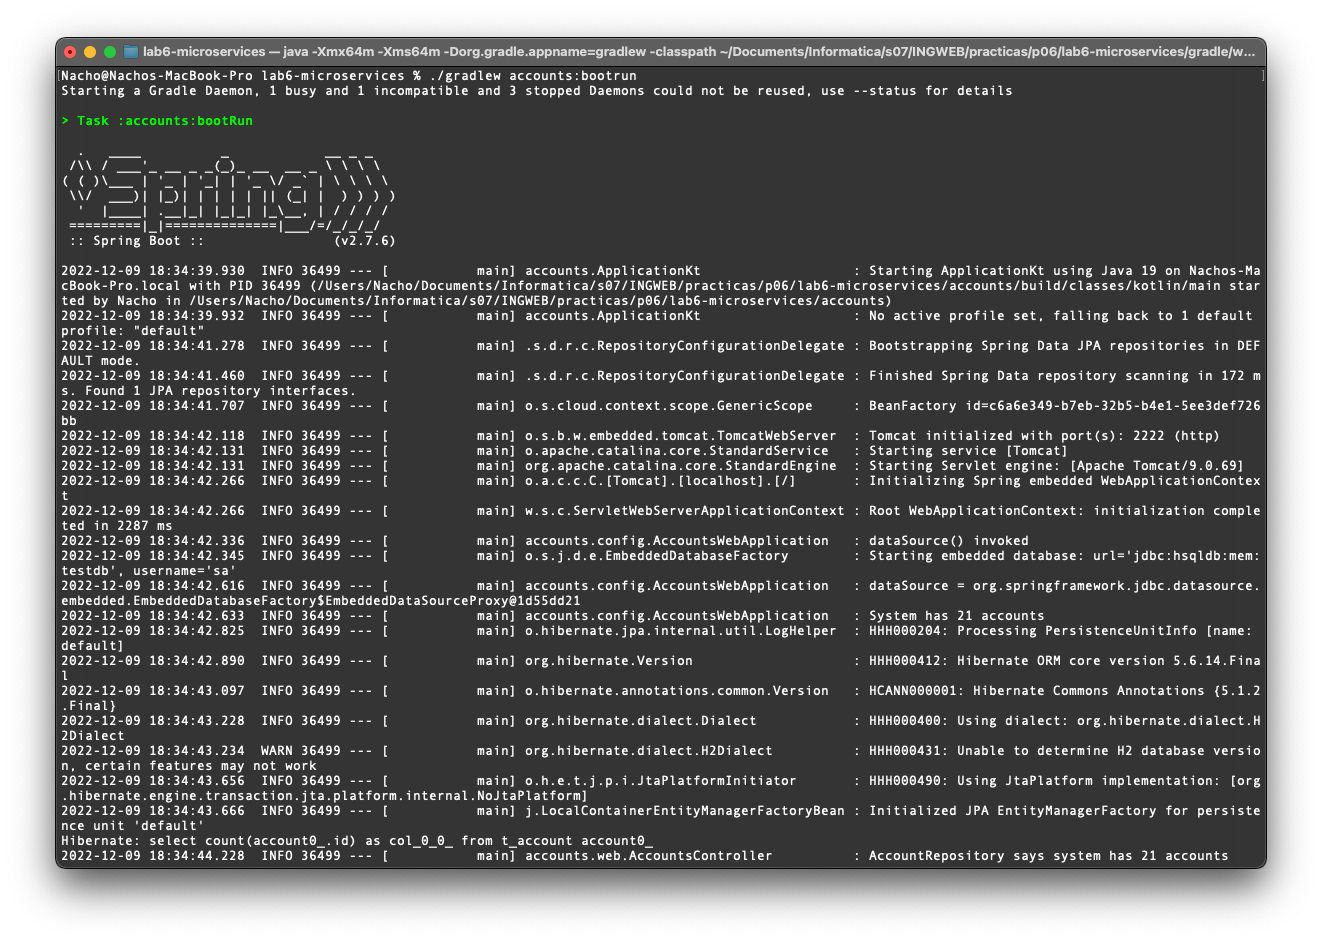 lab6-microservices — java -Xmx64m -Xms64m -Dorg.gradle.appname=gradlew -classpath ~/Documents/Informatica/s07/INGWEB/practicas/p06/lab6-microservices/gradle/w...
[Nacho@Nachos-MacBook-Pro lab6-microservices % ./gradlew accounts:bootrun ]
Starting a Gradle Daemon, 1 busy and 1 incompatible and 3 stopped Daemons could not be reused, use --status for details
> Task :accounts:bootRun
  .   ____          _            __ _ _
 /\\ / ___'_ __ _ _(_)_ __  __ _ \ \ \ \
( ( )\___ | '_ | '_| | '_ \/ _` | \ \ \ \
 \\/  ___)| |_)| | | | | || (_| |  ) ) ) )
  '  |____| .__|_| |_|_| |_\__, | / / / /
 =========|_|==============|___/=/_/_/_/
 :: Spring Boot ::                (v2.7.6)
2022-12-09 18:34:39.930  INFO 36499 --- [           main] accounts.ApplicationKt                   : Starting ApplicationKt using Java 19 on Nachos-Ma
cBook-Pro.local with PID 36499 (/Users/Nacho/Documents/Informatica/s07/INGWEB/practicas/p06/lab6-microservices/accounts/build/classes/kotlin/main star
ted by Nacho in /Users/Nacho/Documents/Informatica/s07/INGWEB/practicas/p06/lab6-microservices/accounts)
2022-12-09 18:34:39.932  INFO 36499 --- [           main] accounts.ApplicationKt                   : No active profile set, falling back to 1 default
profile: "default"
2022-12-09 18:34:41.278  INFO 36499 --- [           main] .s.d.r.c.RepositoryConfigurationDelegate : Bootstrapping Spring Data JPA repositories in DEF
AULT mode.
2022-12-09 18:34:41.460  INFO 36499 --- [           main] .s.d.r.c.RepositoryConfigurationDelegate : Finished Spring Data repository scanning in 172 m
s. Found 1 JPA repository interfaces.
2022-12-09 18:34:41.707  INFO 36499 --- [           main] o.s.cloud.context.scope.GenericScope     : BeanFactory id=c6a6e349-b7eb-32b5-b4e1-5ee3def726
bb
2022-12-09 18:34:42.118  INFO 36499 --- [           main] o.s.b.w.embedded.tomcat.TomcatWebServer  : Tomcat initialized with port(s): 2222 (http)
2022-12-09 18:34:42.131  INFO 36499 --- [           main] o.apache.catalina.core.StandardService   : Starting service [Tomcat]
2022-12-09 18:34:42.131  INFO 36499 --- [           main] org.apache.catalina.core.StandardEngine  : Starting Servlet engine: [Apache Tomcat/9.0.69]
2022-12-09 18:34:42.266  INFO 36499 --- [           main] o.a.c.c.C.[Tomcat].[localhost].[/]       : Initializing Spring embedded WebApplicationContex
t
2022-12-09 18:34:42.266  INFO 36499 --- [           main] w.s.c.ServletWebServerApplicationContext : Root WebApplicationContext: initialization comple
ted in 2287 ms
2022-12-09 18:34:42.336  INFO 36499 --- [           main] accounts.config.AccountsWebApplication   : dataSource() invoked
2022-12-09 18:34:42.345  INFO 36499 --- [           main] o.s.j.d.e.EmbeddedDatabaseFactory        : Starting embedded database: url='jdbc:hsqldb:mem:
testdb', username='sa'
2022-12-09 18:34:42.616  INFO 36499 --- [           main] accounts.config.AccountsWebApplication   : dataSource = org.springframework.jdbc.datasource.
embedded.EmbeddedDatabaseFactory$EmbeddedDataSourceProxy@1d55dd21
2022-12-09 18:34:42.633  INFO 36499 --- [           main] accounts.config.AccountsWebApplication   : System has 21 accounts
2022-12-09 18:34:42.825  INFO 36499 --- [           main] o.hibernate.jpa.internal.util.LogHelper  : HHH000204: Processing PersistenceUnitInfo [name:
default]
2022-12-09 18:34:42.890  INFO 36499 --- [           main] org.hibernate.Version                    : HHH000412: Hibernate ORM core version 5.6.14.Fina
l
2022-12-09 18:34:43.097  INFO 36499 --- [           main] o.hibernate.annotations.common.Version   : HCANN000001: Hibernate Commons Annotations {5.1.2
.Final}
2022-12-09 18:34:43.228  INFO 36499 --- [           main] org.hibernate.dialect.Dialect            : HHH000400: Using dialect: org.hibernate.dialect.H
2Dialect
2022-12-09 18:34:43.234  WARN 36499 --- [           main] org.hibernate.dialect.H2Dialect          : HHH000431: Unable to determine H2 database versio
n, certain features may not work
2022-12-09 18:34:43.656  INFO 36499 --- [           main] o.h.e.t.j.p.i.JtaPlatformInitiator       : HHH000490: Using JtaPlatform implementation: [org
.hibernate.engine.transaction.jta.platform.internal.NoJtaPlatform]
2022-12-09 18:34:43.666  INFO 36499 --- [           main] j.LocalContainerEntityManagerFactoryBean : Initialized JPA EntityManagerFactory for persiste
nce unit 'default'
Hibernate: select count(account0_.id) as col_0_0_ from t_account account0_
2022-12-09 18:34:44.228  INFO 36499 --- [           main] accounts.web.AccountsController          : AccountRepository says system has 21 accounts